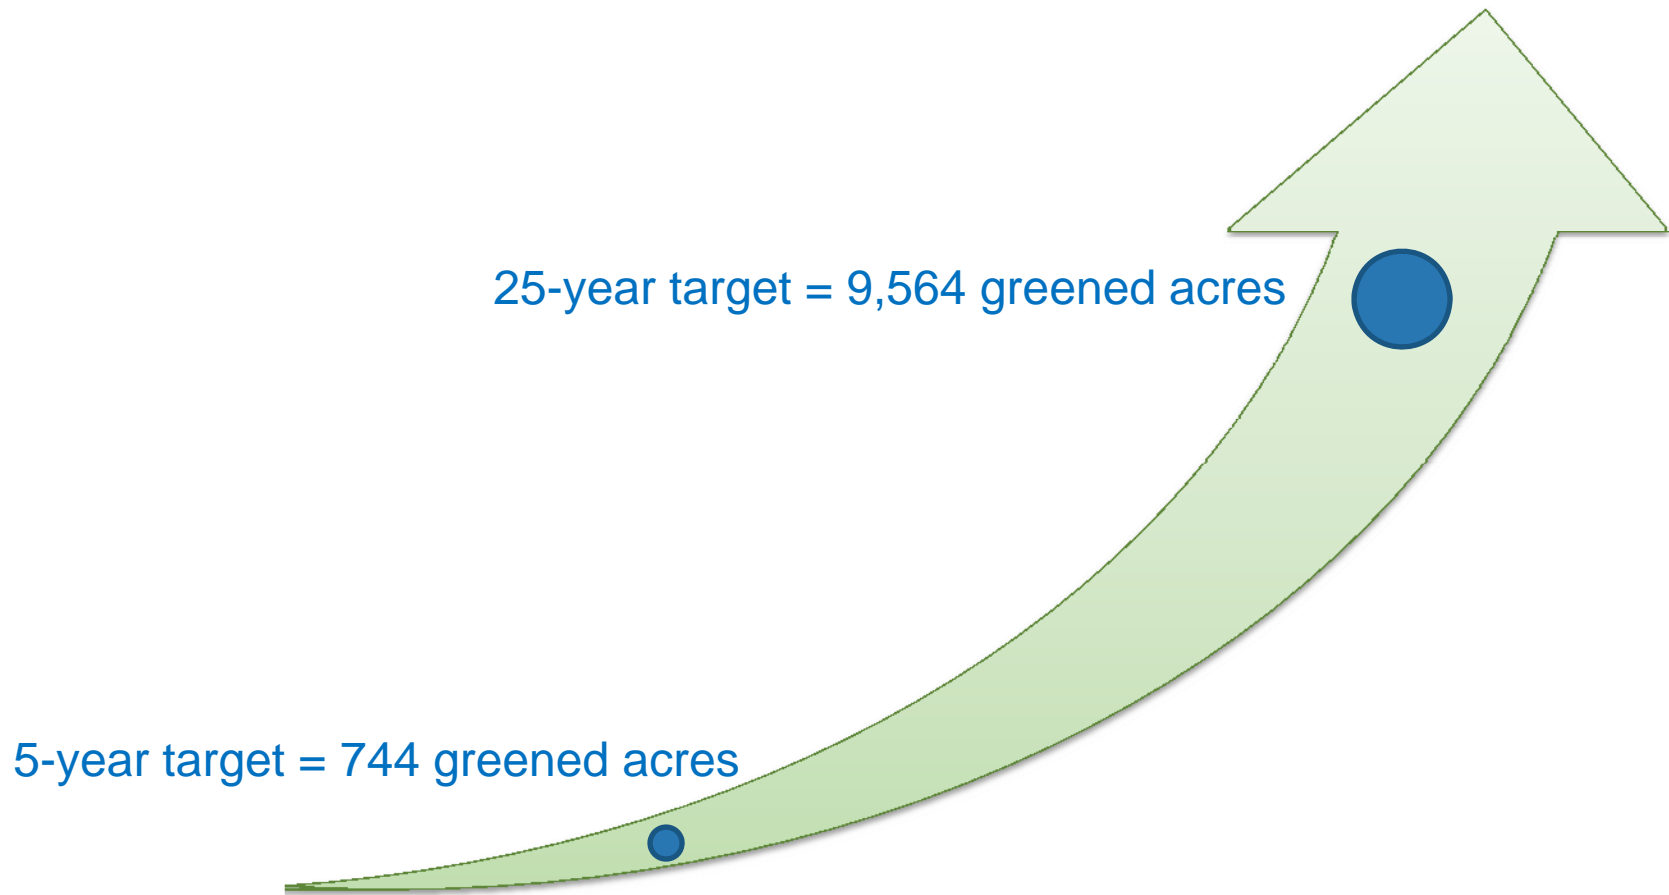 25-year target = 9,564 greened acres
5-year target = 744 greened acres